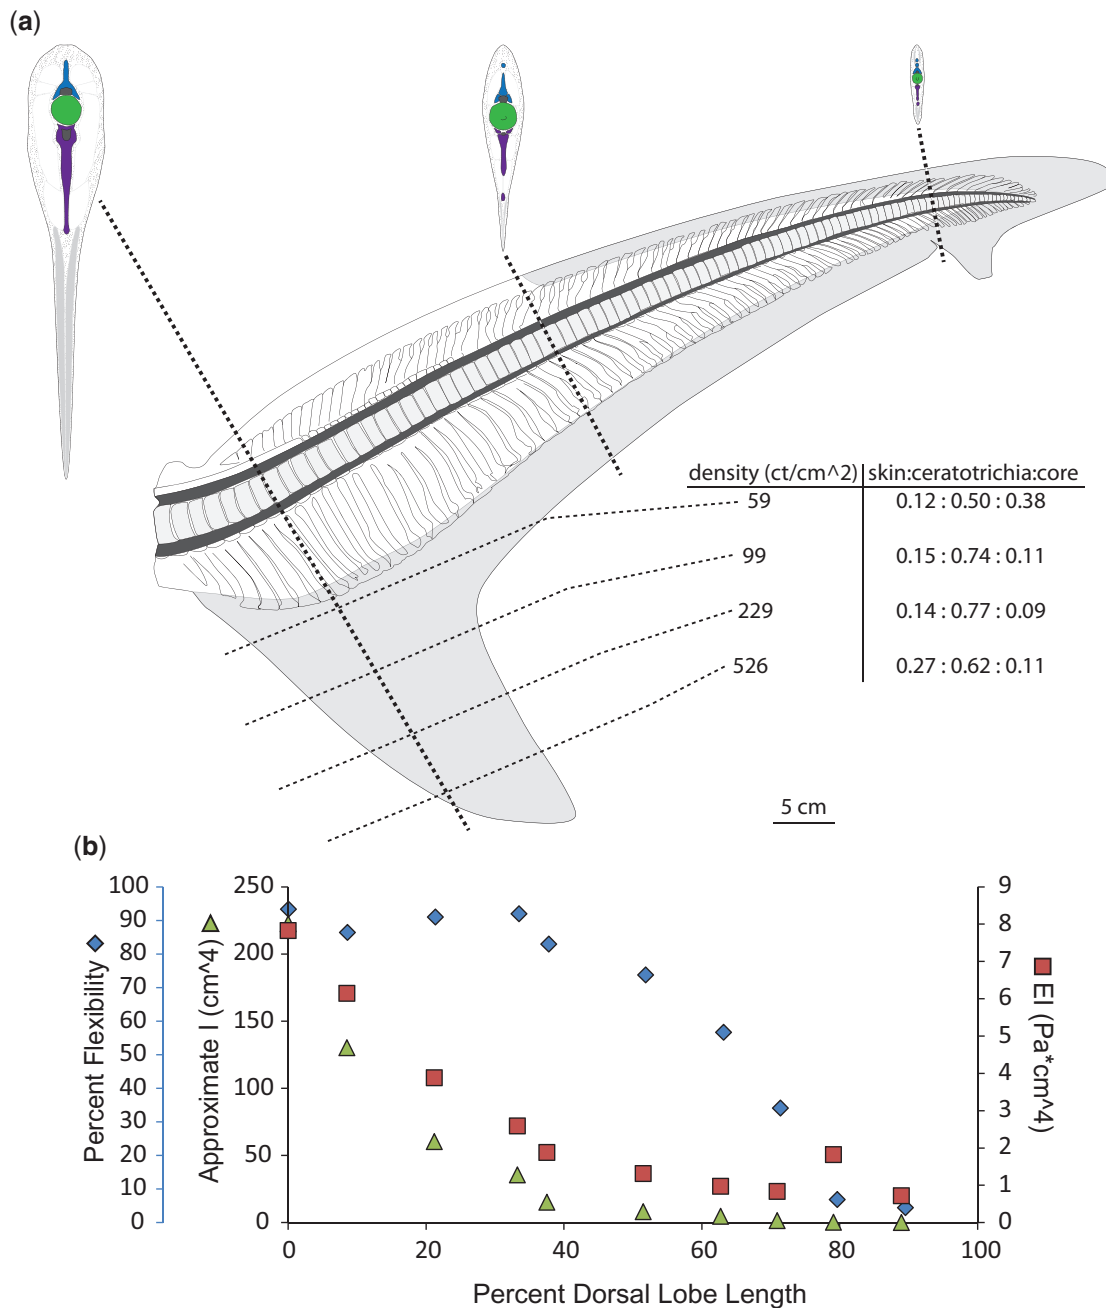 (a)
density (ct/cm^2) skin:ceratotrichia:core
59 0.12 : 0.50 : 0.38
99 0.15 : 0.74 : 0.11
229 0.14 : 0.77 : 0.09
526 0.27 : 0.62 : 0.11
5 cm
(b)
Percent Flexibility
100
90
80
70
60
50
40
30
20
10
0
Approximate I (cm^4)
250
200
150
100
50
0
9
8
7
6
5
4
3
2
1
0
EI (Pa*cm^4)
0 20 40 60 80 100
Percent Dorsal Lobe Length